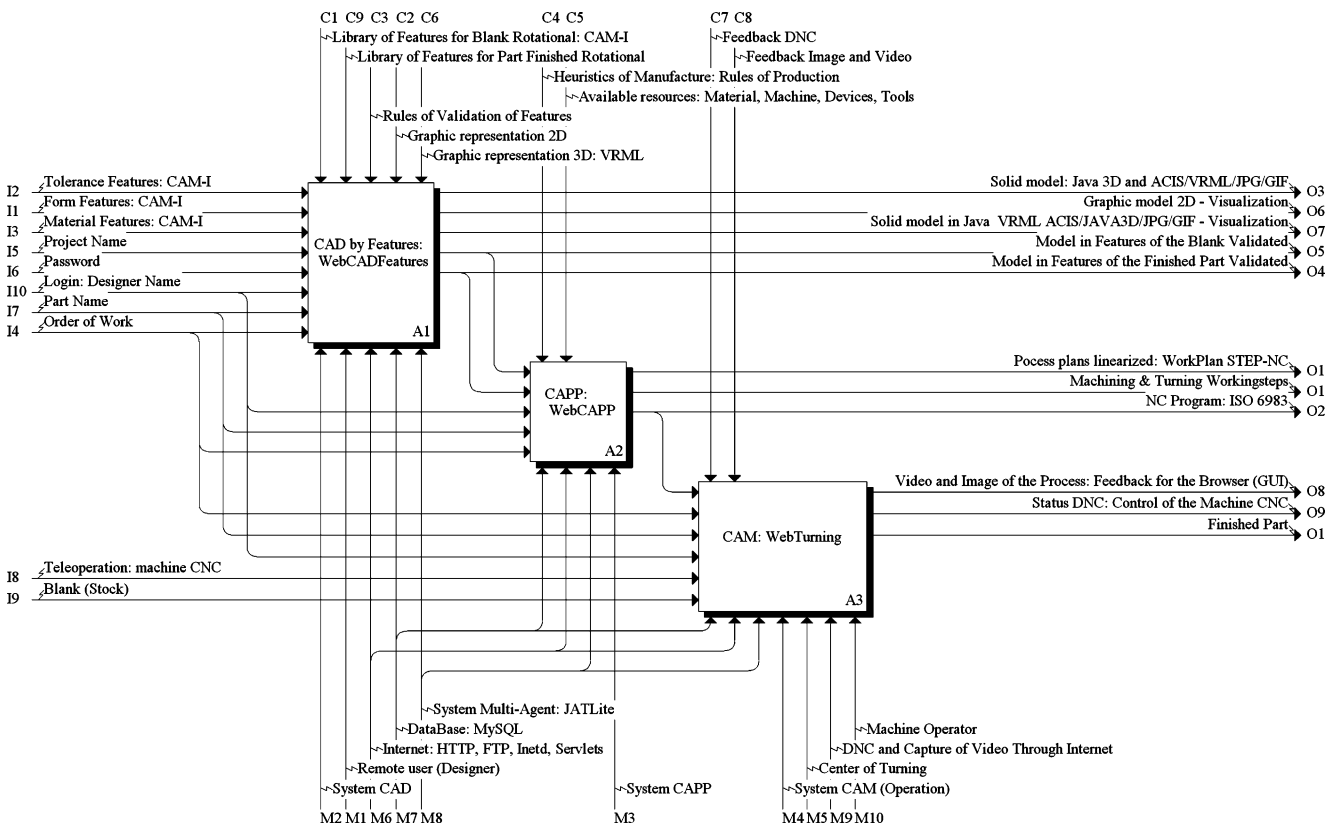 C1 C9 C3 C2 C6 C4 C5 C7 C8
Library of Features for Blank Rotational: CAM-I
Feedback DNC
Library of Features for Part Finished Rotational
Feedback Image and Video
Heuristics of Manufacture: Rules of Production
Available resources: Material, Machine, Devices, Tools
Rules of Validation of Features
Graphic representation 2D
Graphic representation 3D: VRML
I2 Tolerance Features: CAM-I
Solid model: Java 3D and ACIS/VRML/JPG/GIF O3
I1 Form Features: CAM-I
Graphic model 2D - Visualization O6
I3 Material Features: CAM-I
Solid model in Java VRML ACIS/JAVA3D/JPG/GIF - Visualization O7
I5 Project Name
Model in Features of the Blank Validated O5
I6 Password
Model in Features of the Finished Part Validated O4
I10 Login: Designer Name
I7 Part Name
I4 Order of Work
CAD by Features:
WebCADFeatures
A1
Pocess plans linearized: WorkPlan STEP-NC O1
Machining & Turning Workingsteps O1
NC Program: ISO 6983 O2
CAPP:
WebCAPP
A2
Video and Image of the Process: Feedback for the Browser (GUI) O8
Status DNC: Control of the Machine CNC O9
Finished Part O1
CAM: WebTurning
A3
I8 Teleoperation: machine CNC
I9 Blank (Stock)
System Multi-Agent: JATLite
DataBase: MySQL
Machine Operator
Internet: HTTP, FTP, Inetd, Servlets
DNC and Capture of Video Through Internet
Remote user (Designer)
Center of Turning
System CAD
System CAPP
System CAM (Operation)
M2 M1 M6 M7 M8 M3 M4 M5 M9 M10